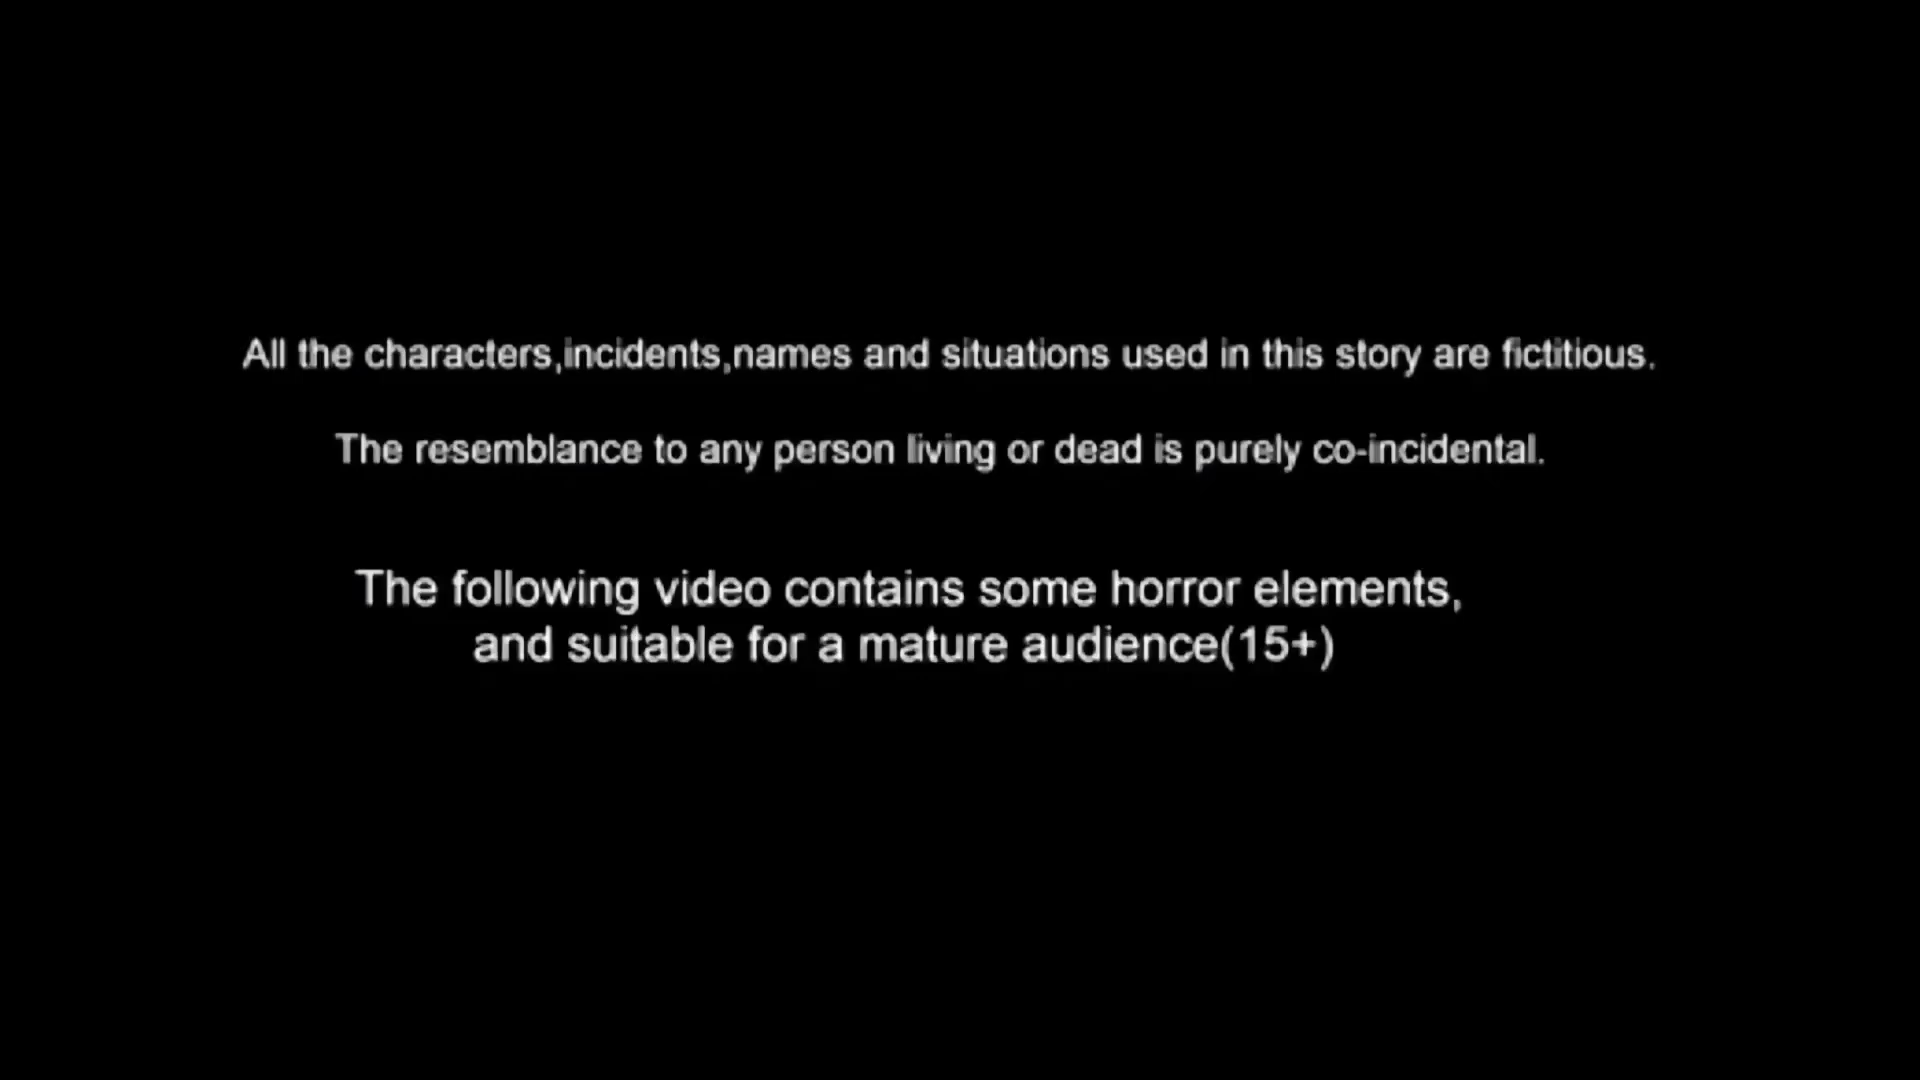 All the characters,incidents,names and situations used in this story are fictitious.
The resemblance to any person living or dead is purely co-incidental.
The following video contains some horror elements,
and suitable for a mature audience(15+)